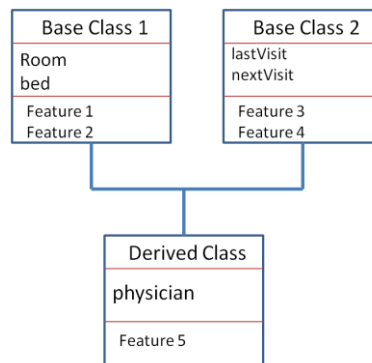 Base Class 1
Room
bed
Feature 1
Feature 2
Base Class 2
lastVisit
nextVisit
Feature 3
Feature 4
Derived Class
physician
Feature 5